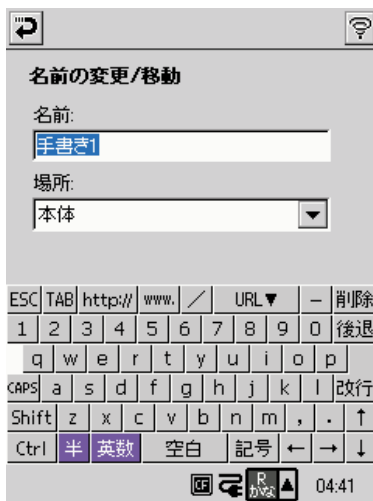 名前の変更/移動
名前:
手書き1
場所:
本体
ESC TAB http:// www. ／ URL▼ － 削除
1 2 3 4 5 6 7 8 9 0 後退
q w e r t y u i o p
CAPS a s d f g h j k l 改行
Shift z x c v b n m , . ↑
Ctrl 半 英数 空白 記号 ← → ↓
CF R かな ▲ 04:41